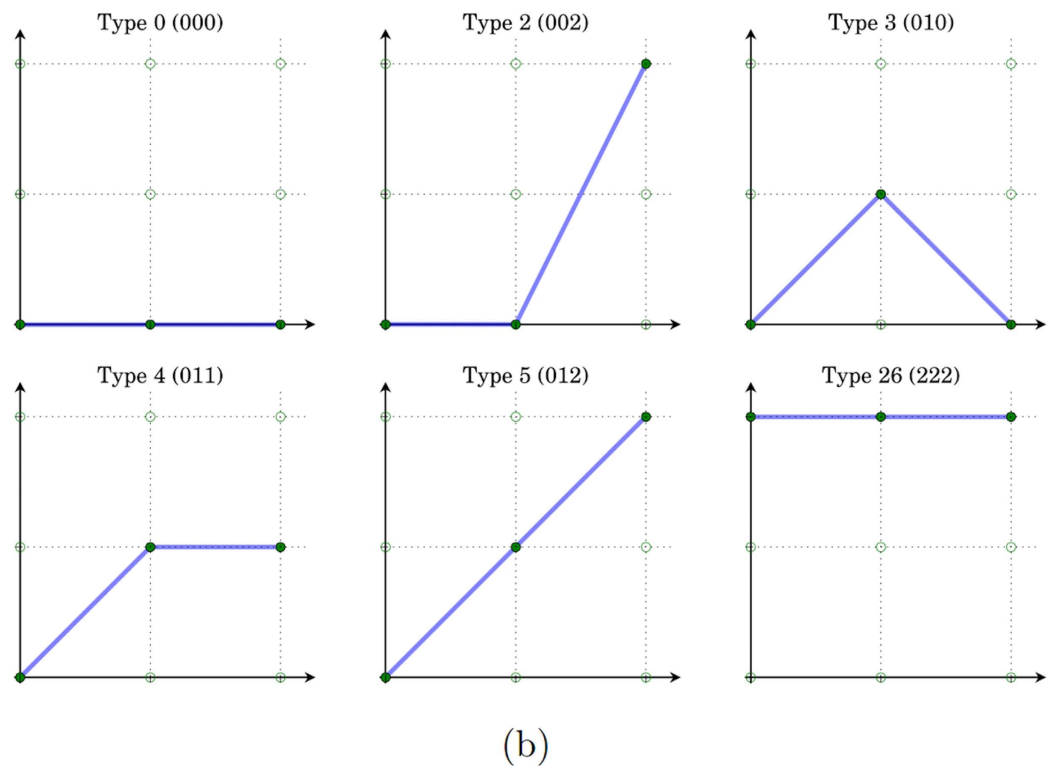 Type 0 (000)
Type 2 (002)
Type 3 (010)
Type 4 (011)
Type 5 (012)
Type 26 (222)
(b)